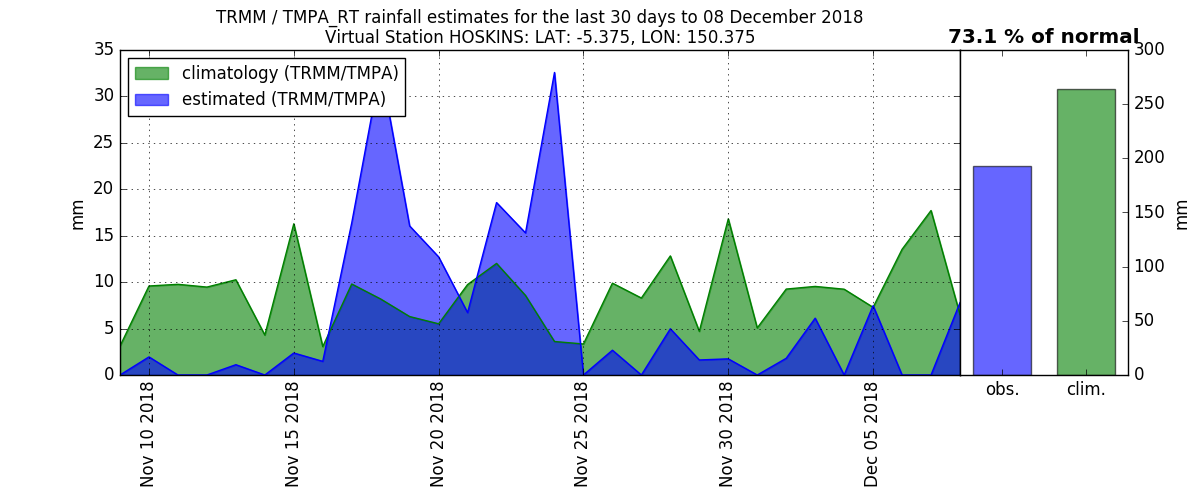 TRMM / TMPA_RT rainfall estimates for the last 30 days to 08 December 2018
Virtual Station HOSKINS: LAT: -5.375, LON: 150.375
73.1 % of normal
climatology (TRMM/TMPA)
estimated (TRMM/TMPA)
35
30
25
20
15
10
5
0
mm
Nov 10 2018
Nov 15 2018
Nov 20 2018
Nov 25 2018
Nov 30 2018
Dec 05 2018
obs.
clim.
300
250
200
150
100
50
0
mm